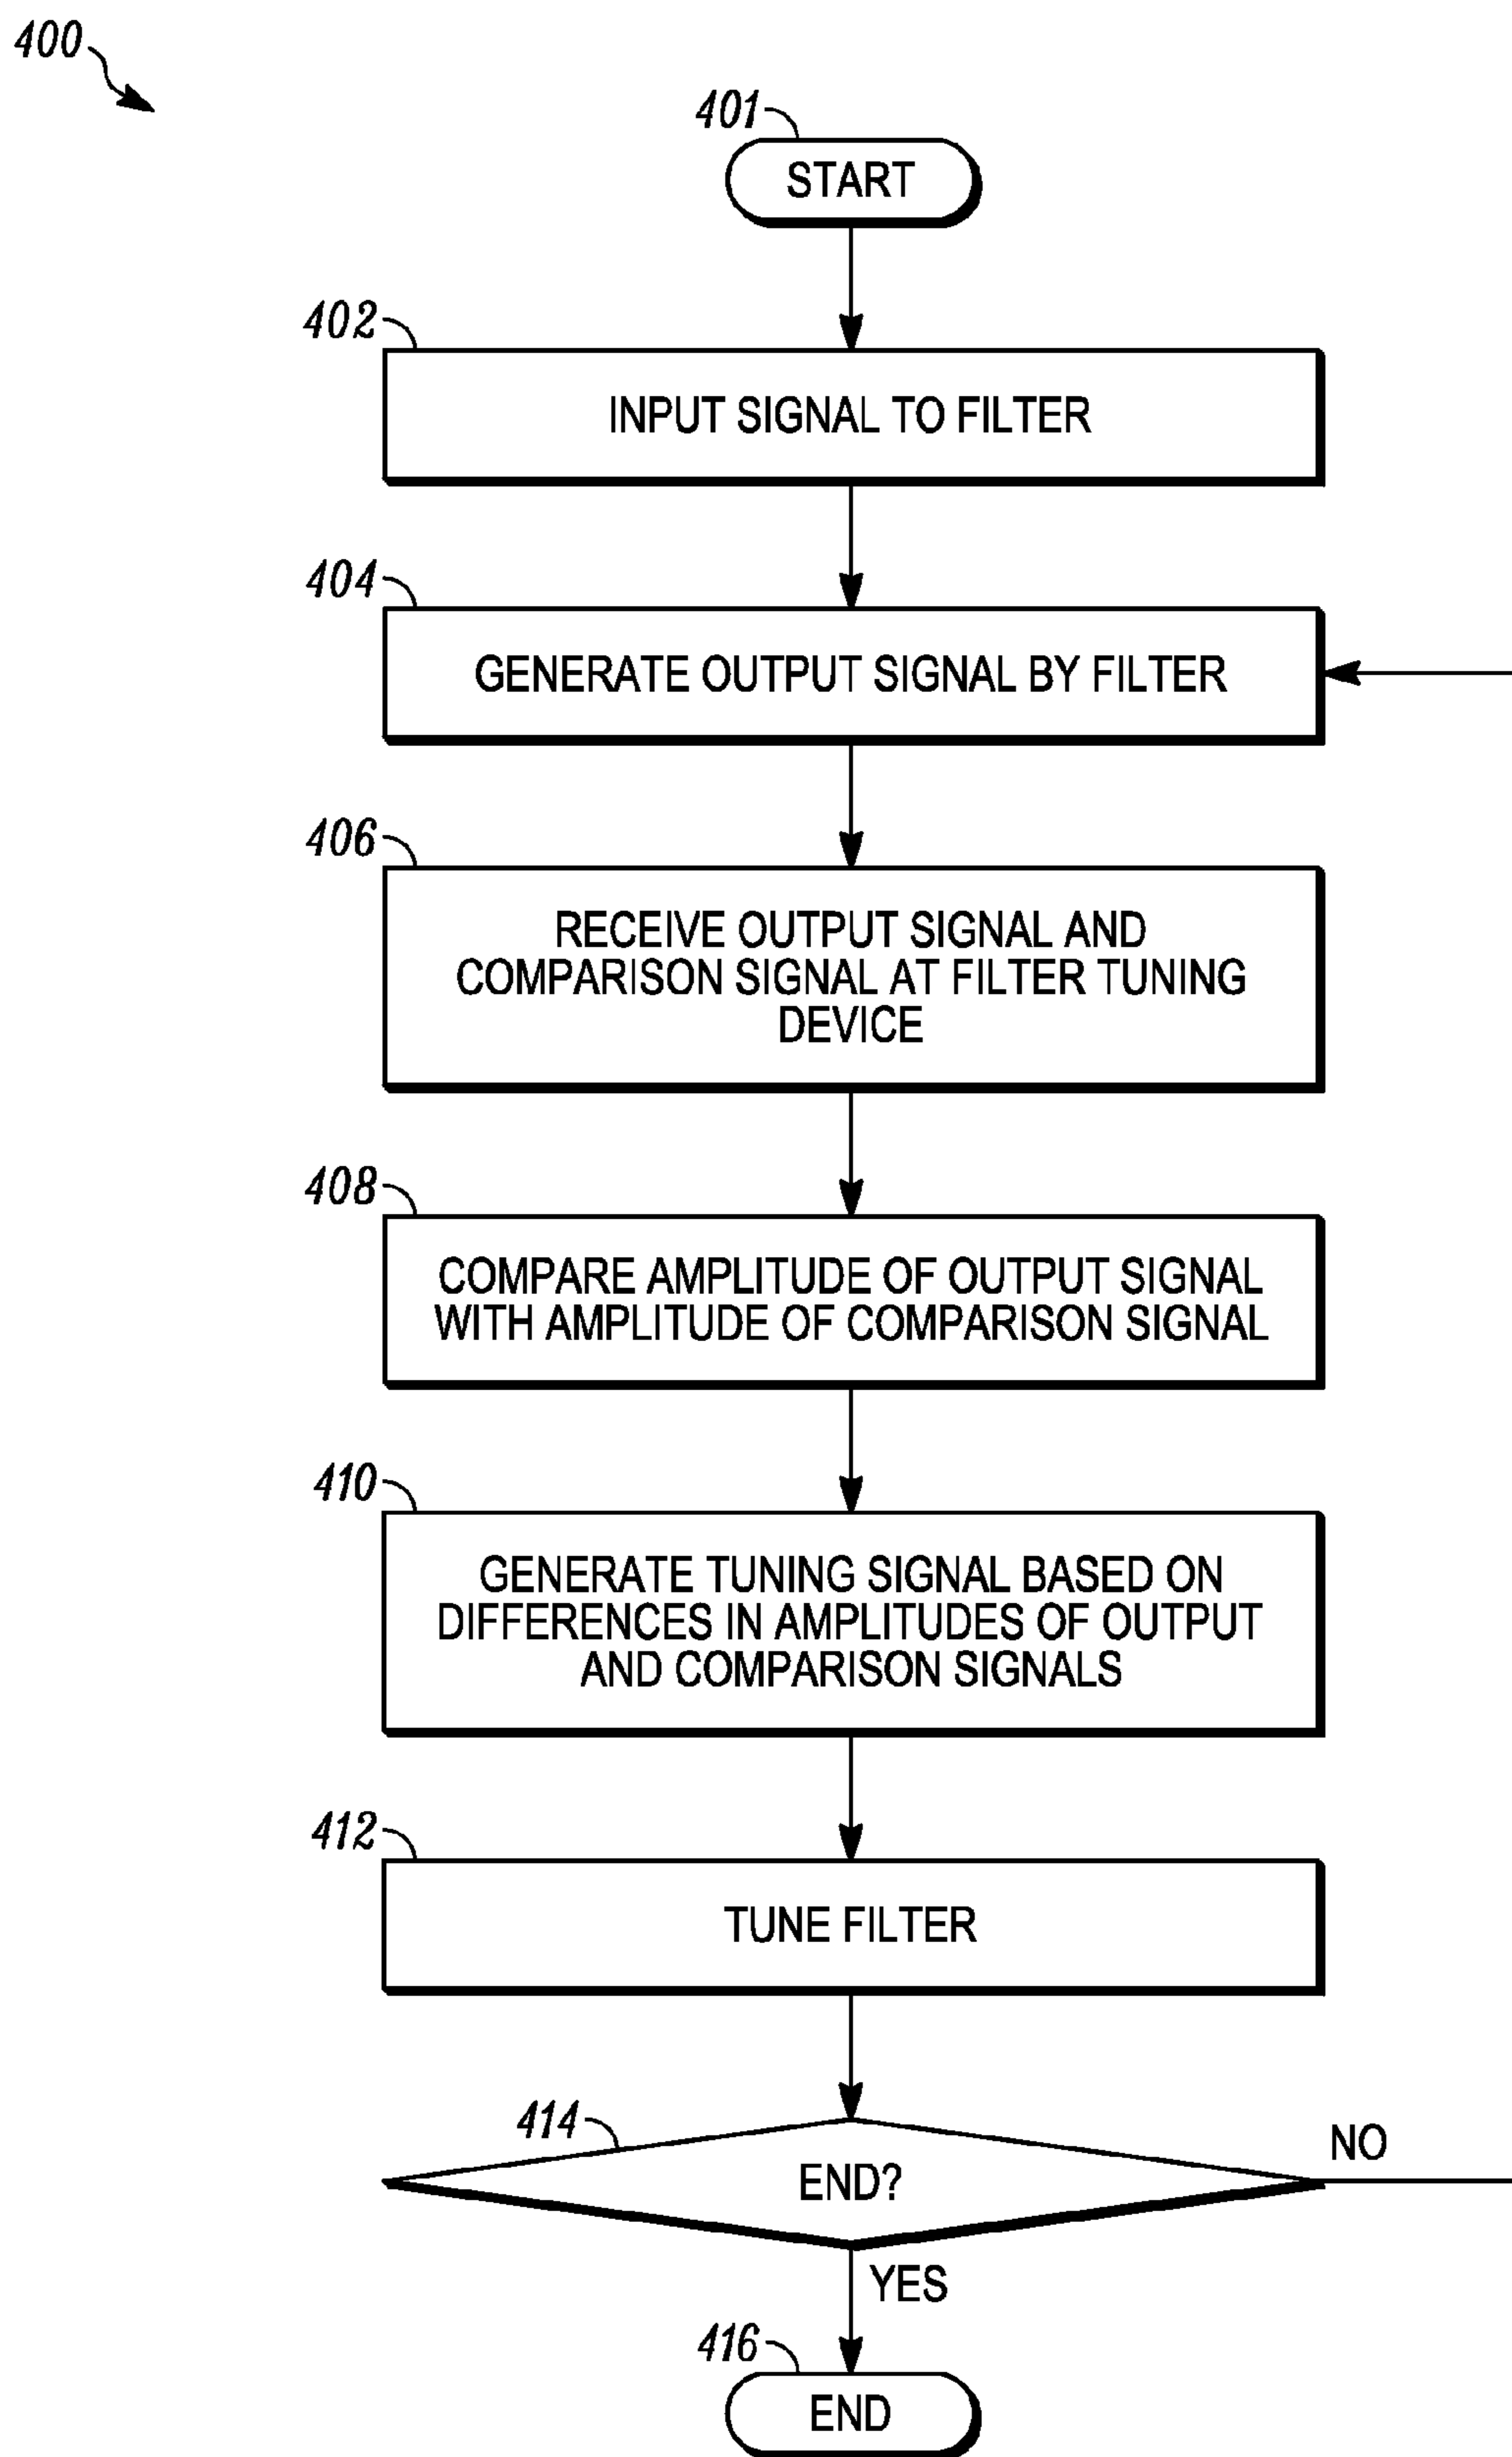 400
401
START
402
INPUT SIGNAL TO FILTER
404
GENERATE OUTPUT SIGNAL BY FILTER
406
RECEIVE OUTPUT SIGNAL AND
COMPARISON SIGNAL AT FILTER TUNING
DEVICE
408
COMPARE AMPLITUDE OF OUTPUT SIGNAL
WITH AMPLITUDE OF COMPARISON SIGNAL
410
GENERATE TUNING SIGNAL BASED ON
DIFFERENCES IN AMPLITUDES OF OUTPUT
AND COMPARISON SIGNALS
412
TUNE FILTER
414
END?
NO
YES
416
END